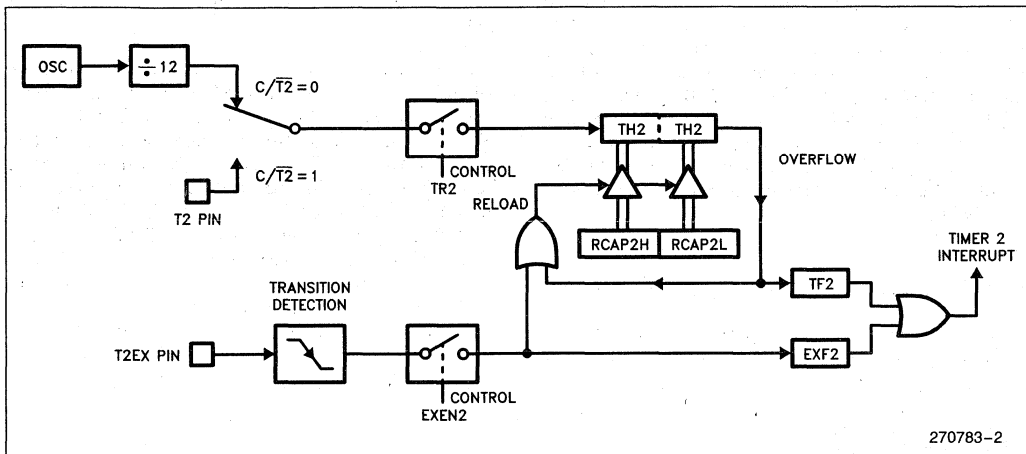 OSC
÷ 12
C/T2̅ = 0
C/T2̅ = 1
T2 PIN
CONTROL
TR2
TH2 TH2
OVERFLOW
RELOAD
RCAP2H RCAP2L
TIMER 2
INTERRUPT
TRANSITION
DETECTION
TF2
T2EX PIN
EXF2
CONTROL
EXEN2
270783-2